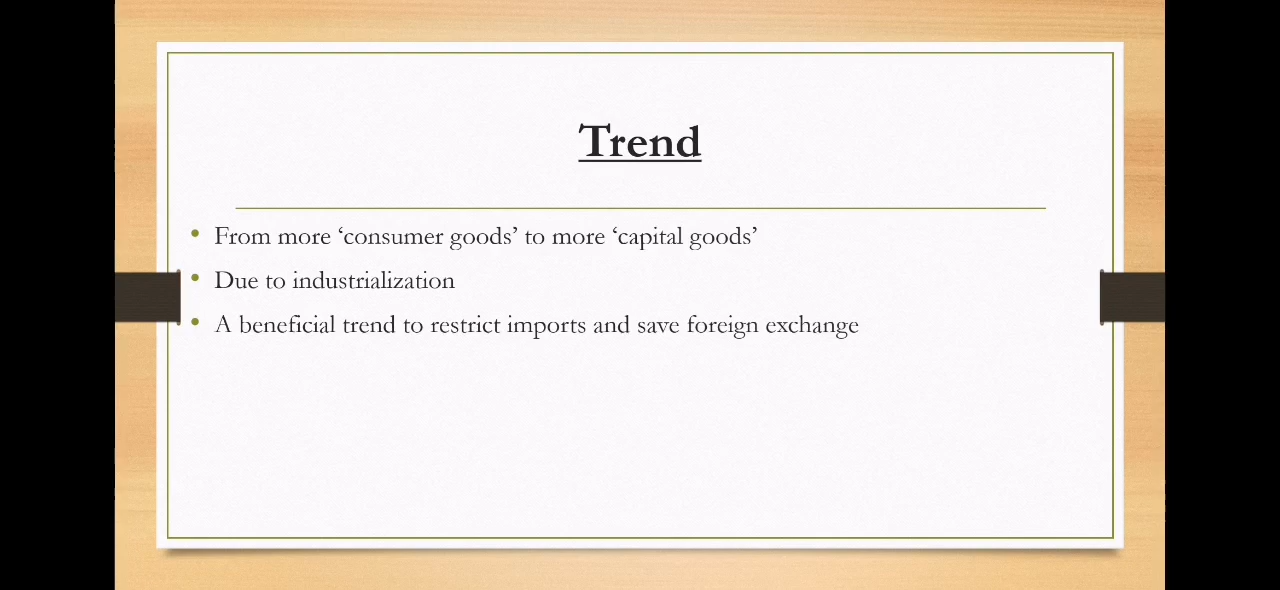 Trend
• From more ‘consumer goods’ to more ‘capital goods’
• Due to industrialization
• A beneficial trend to restrict imports and save foreign exchange